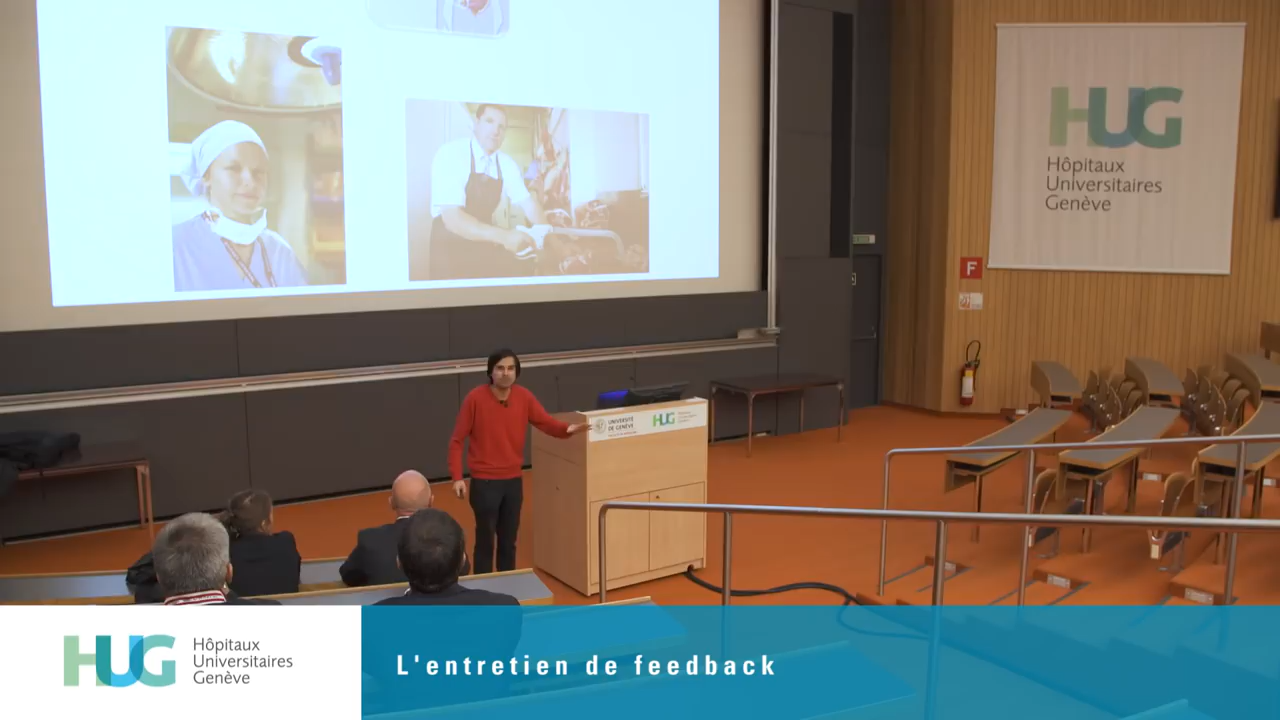 HUG
Hôpitaux
Universitaires
Genève
F
UNIVERSITÉ
DE GENÈVE
HUG
HUG
Hôpitaux
Universitaires
Genève
L'entretien de feedback